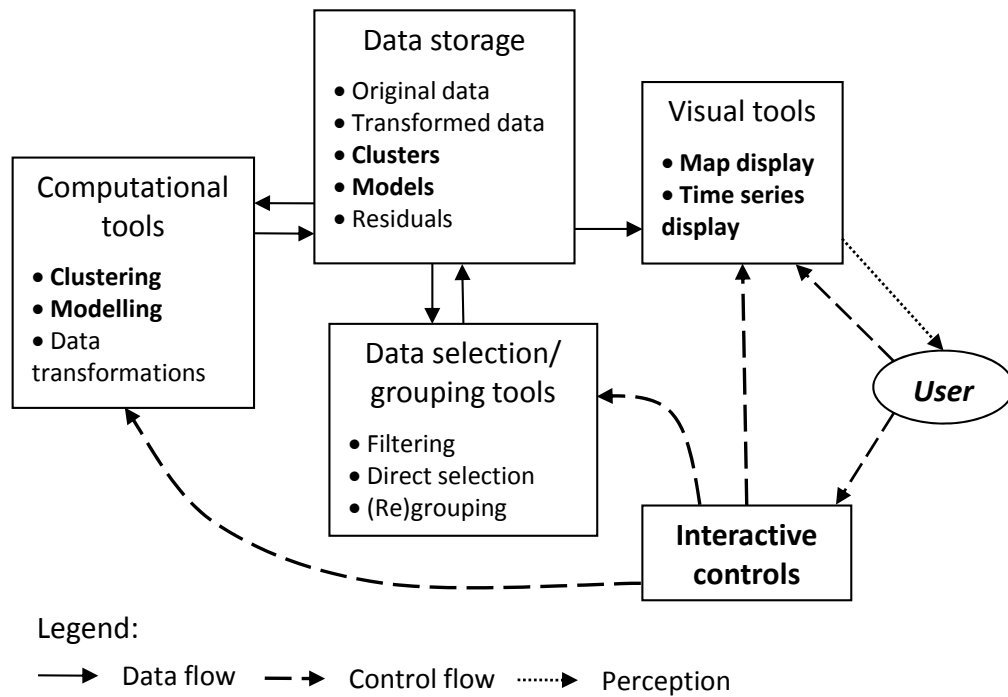 Data storage
• Original data
• Transformed data
• Clusters
• Models
• Residuals
Visual tools
• Map display
• Time series
display
Computational
tools
• Clustering
• Modelling
• Data
transformations
Data selection/
grouping tools
• Filtering
• Direct selection
• (Re)grouping
User
Interactive
controls
Legend:
Data flow
Control flow
Perception